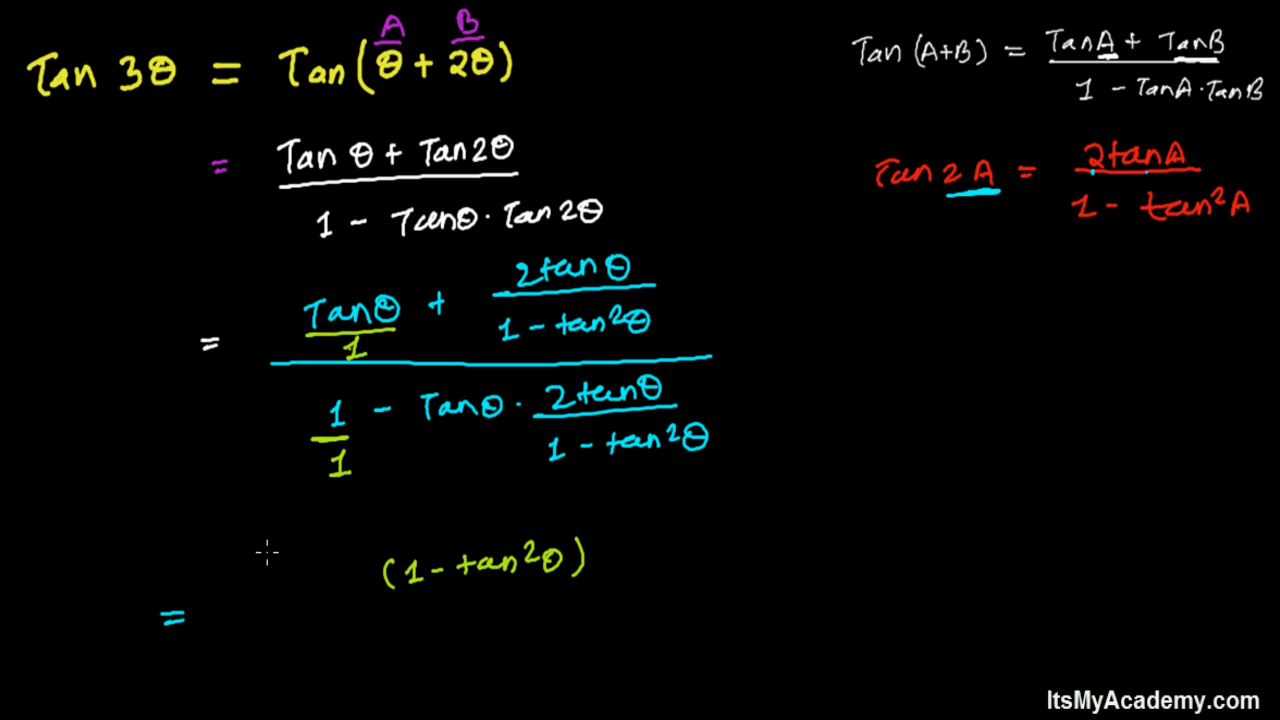 A B
Tan 3θ = Tan(θ + 2θ)
= Tan θ + Tan2θ
1 - Tanθ · Tan 2θ
= Tanθ/1 + 2tanθ/1 - tan²θ
1/1 - Tanθ · 2tanθ/1 - tan²θ
= (1 - tan²θ)
Tan (A+B) = TanA + TanB
1 - TanA · TanB
Tan 2A = 2tanA
1 - tan²A
ItsMyAcademy.com